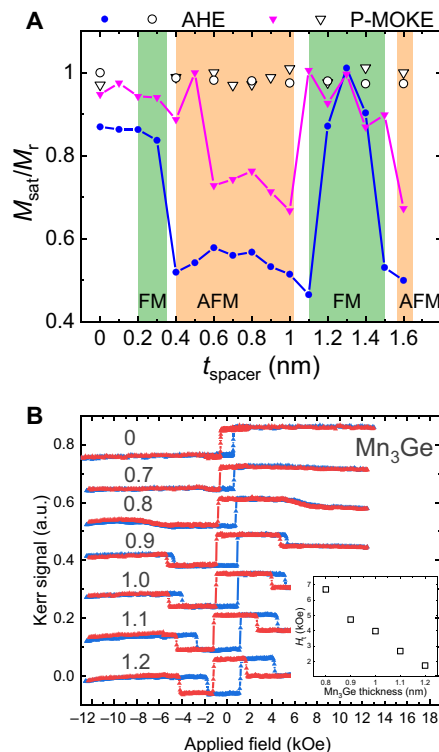 A
AHE P-MOKE
1
0.8
0.6
0.4
M_sat/M_r
FM AFM FM AFM
0 0.2 0.4 0.6 0.8 1 1.2 1.4 1.6
t_spacer (nm)
B
Mn₃Ge
0.8
0.6
0.4
0.2
0.0
Kerr signal (a.u.)
0
0.7
0.8
0.9
1.0
1.1
1.2
7
6
5
4
3
2
H_t (kOe)
0.8 0.9 1 1.1 1.2
Mn3Ge thickness (nm)
−12 −10 −8 −6 −4 −2 0 2 4 6 8 10 12 14 16 18
Applied field (kOe)